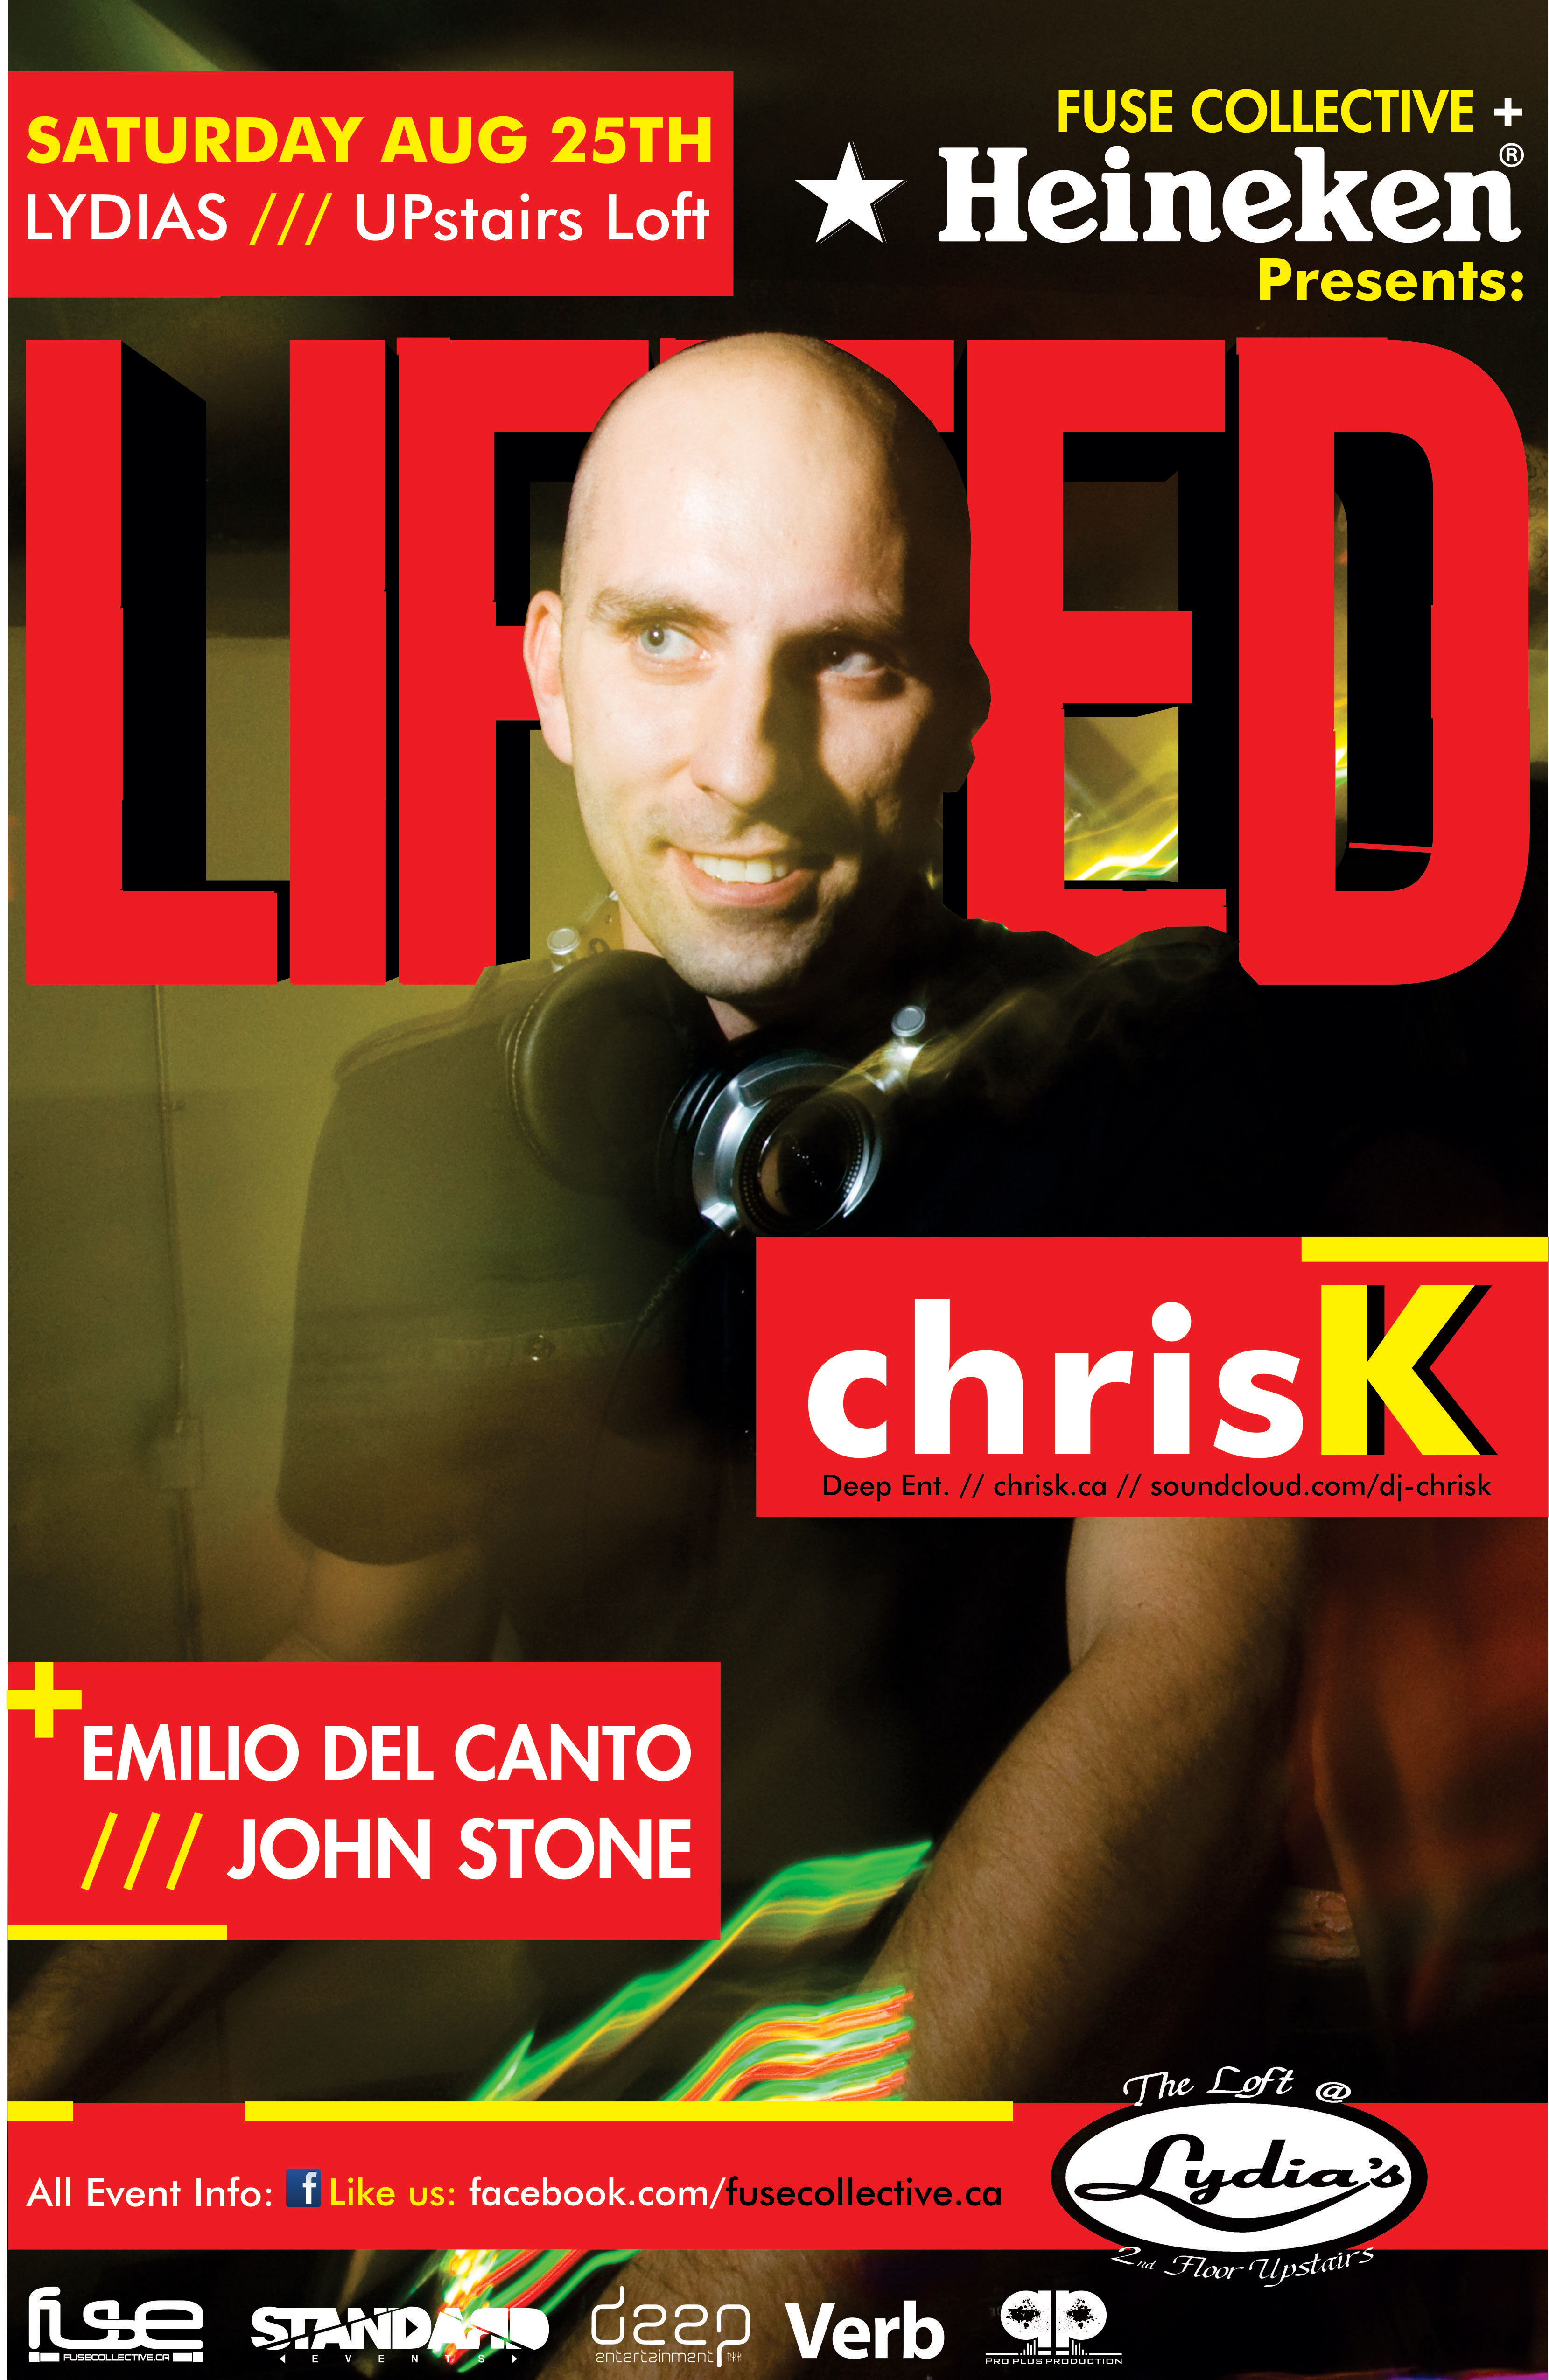 SATURDAY AUG 25TH
LYDIAS /// UPstairs Loft
FUSE COLLECTIVE +
Heineken®
Presents:
LIFTED
chrisK
Deep Ent. // chrisk.ca // soundcloud.com/dj-chrisk
+
EMILIO DEL CANTO
/// JOHN STONE
All Event Info: f Like us: facebook.com/fusecollective.ca
The Loft @
Lydia's
2nd Floor Upstairs
fuse
FUSECOLLECTIVE.CA
STANDARD
EVENTS
deep
entertainment
Verb
PP
PRO PLUS PRODUCTION